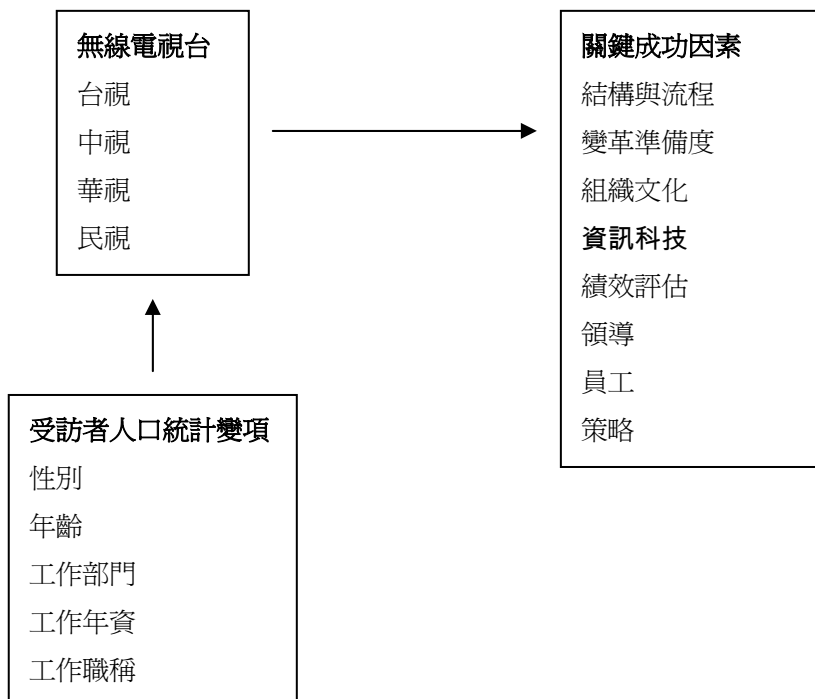 無線電視台
台視
中視
華視
民視
關鍵成功因素
結構與流程
變革準備度
組織文化
資訊科技
績效評估
領導
員工
策略
受訪者人口統計變項
性別
年齡
工作部門
工作年資
工作職稱